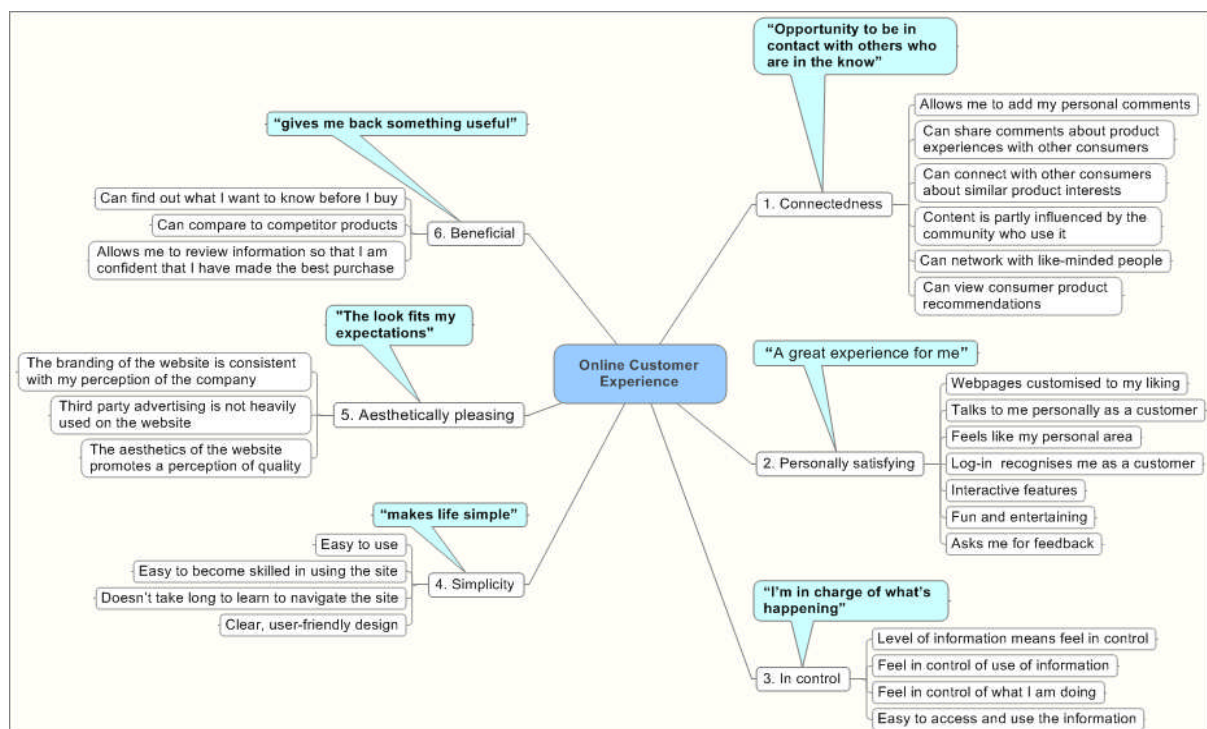 “Opportunity to be in
contact with others who
are in the know”
1. Connectedness
Allows me to add my personal comments
Can share comments about product
experiences with other consumers
Can connect with other consumers
about similar product interests
Content is partly influenced by the
community who use it
Can network with like-minded people
Can view consumer product
recommendations
“gives me back something useful”
6. Beneficial
Can find out what I want to know before I buy
Can compare to competitor products
Allows me to review information so that I am
confident that I have made the best purchase
"The look fits my
expectations"
5. Aesthetically pleasing
The branding of the website is consistent
with my perception of the company
Third party advertising is not heavily
used on the website
The aesthetics of the website
promotes a perception of quality
Online Customer
Experience
“A great experience for me”
2. Personally satisfying
Webpages customised to my liking
Talks to me personally as a customer
Feels like my personal area
Log-in recognises me as a customer
Interactive features
Fun and entertaining
Asks me for feedback
“makes life simple”
4. Simplicity
Easy to use
Easy to become skilled in using the site
Doesn’t take long to learn to navigate the site
Clear, user-friendly design
“I’m in charge of what’s
happening”
3. In control
Level of information means feel in control
Feel in control of use of information
Feel in control of what I am doing
Easy to access and use the information